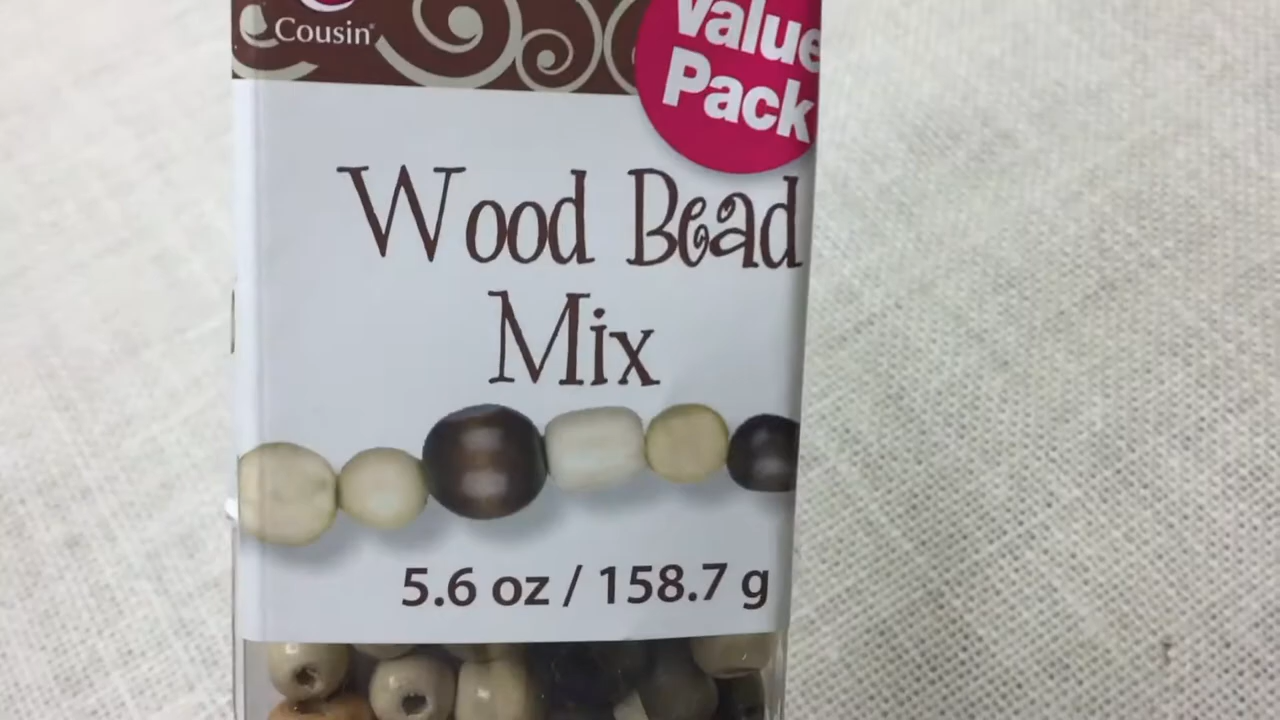 Cousin®
Value
Pack
Wood Bead
Mix
5.6 oz / 158.7 g